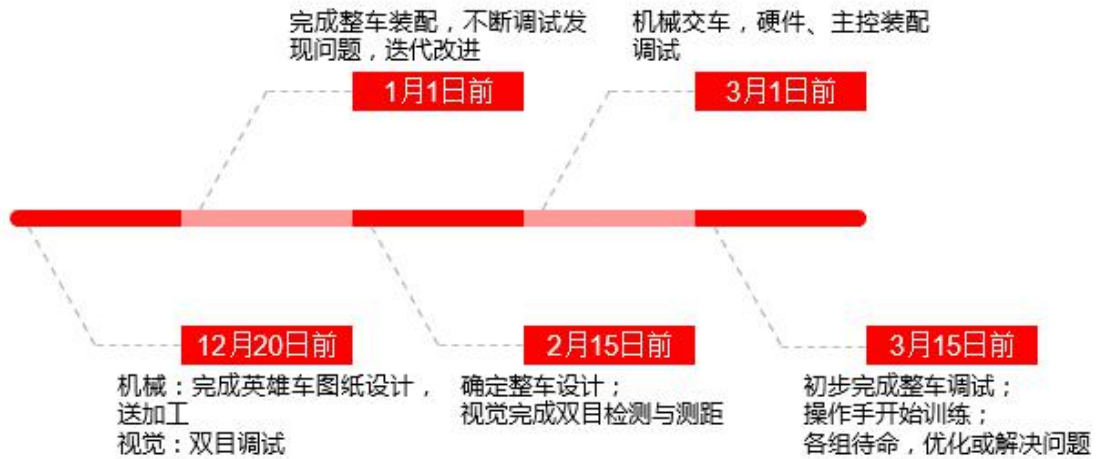 完成整车装配，不断调试发
现问题，迭代改进
1月1日前
机械交车，硬件、主控装配
调试
3月1日前
12月20日前
机械：完成英雄车图纸设计，
送加工
视觉：双目调试
2月15日前
确定整车设计；
视觉完成双目检测与测距
3月15日前
初步完成整车调试；
操作手开始训练；
各组待命，优化或解决问题